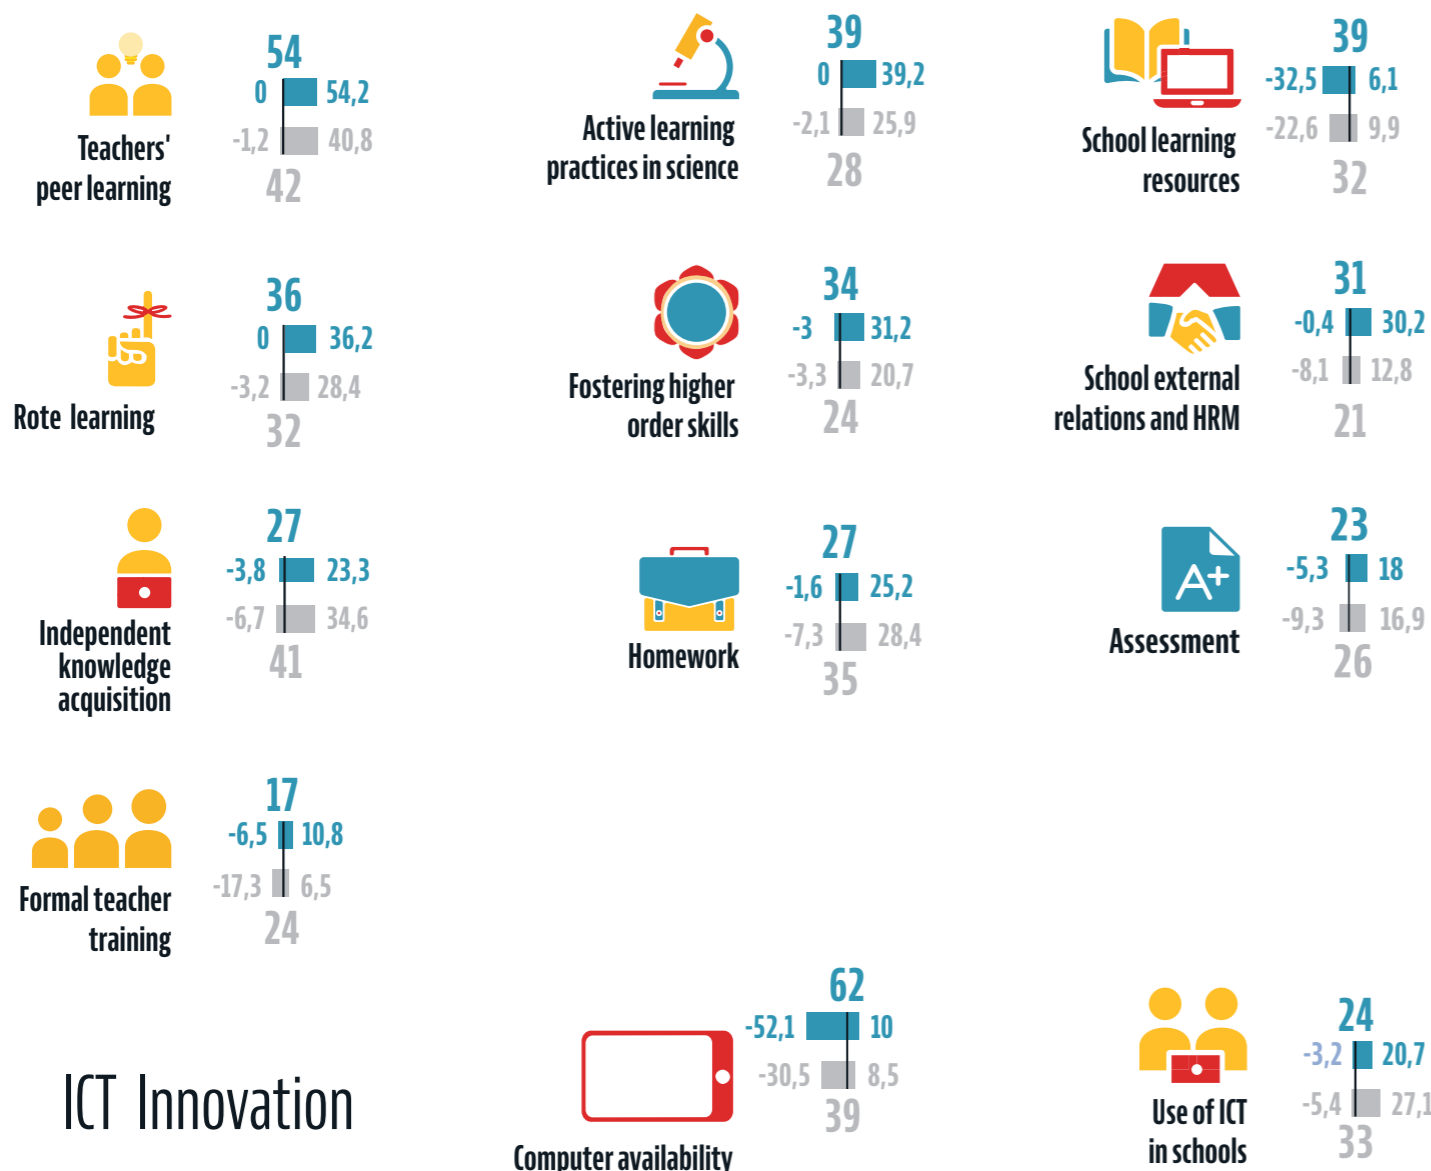 54
0 54,2
-1,2 40,8
42
Teachers'
peer learning
39
0 39,2
-2,1 25,9
28
Active learning
practices in science
39
-32,5 6,1
-22,6 9,9
32
School learning
resources
36
0 36,2
-3,2 28,4
32
Rote learning
34
-3 31,2
-3,3 20,7
24
Fostering higher
order skills
31
-0,4 30,2
-8,1 12,8
21
School external
relations and HRM
27
-3,8 23,3
-6,7 34,6
41
Independent
knowledge
acquisition
27
-1,6 25,2
-7,3 28,4
35
Homework
A+
23
-5,3 18
-9,3 16,9
26
Assessment
17
-6,5 10,8
-17,3 6,5
24
Formal teacher
training
ICT Innovation
62
-52,1 10
-30,5 8,5
39
Computer availability
24
-3,2 20,7
-5,4 27,1
33
Use of ICT
in schools